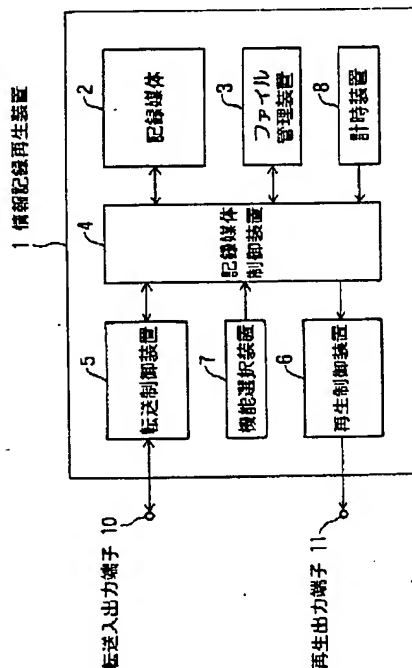 1 情報記録再生装置
2
記録媒体
3
ファイル
管理装置
8
計時装置
4
記録媒体
制御装置
5
転送制御装置
7
機能選択装置
6
再生制御装置
転送入出力端子 10
再生出力端子 11